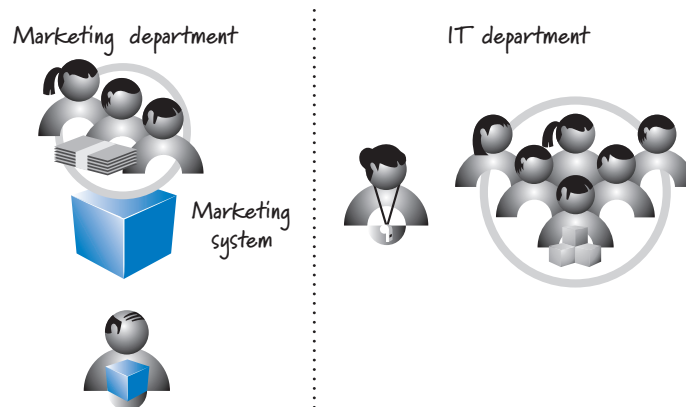 Marketing department
IT department
Marketing
system